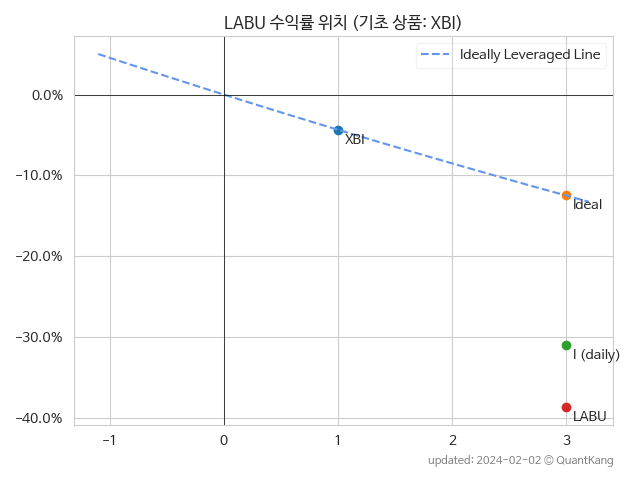 LABU 수익률 위치 (기초 상품: XBI)
Ideally Leveraged Line
0.0%
XBI
−10.0%
Ideal
−20.0%
−30.0%
I (daily)
−40.0%
LABU
−1 0 1 2 3
updated: 2024-02-02 © QuantKang